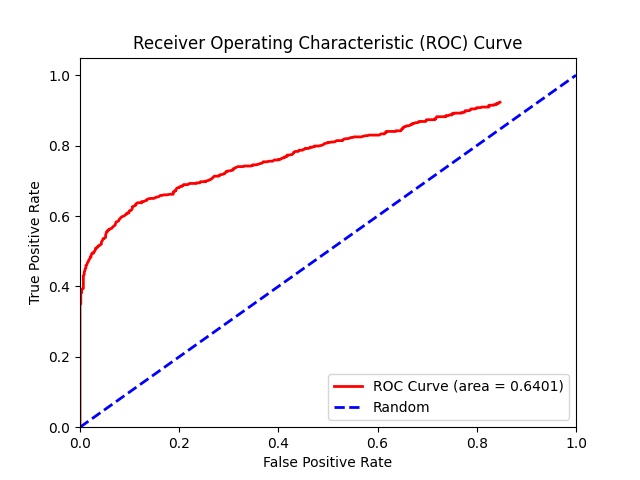 Receiver Operating Characteristic (ROC) Curve
1.0
0.8
0.6
0.4
0.2
0.0
True Positive Rate
ROC Curve (area = 0.6401)
Random
0.0 0.2 0.4 0.6 0.8 1.0
False Positive Rate